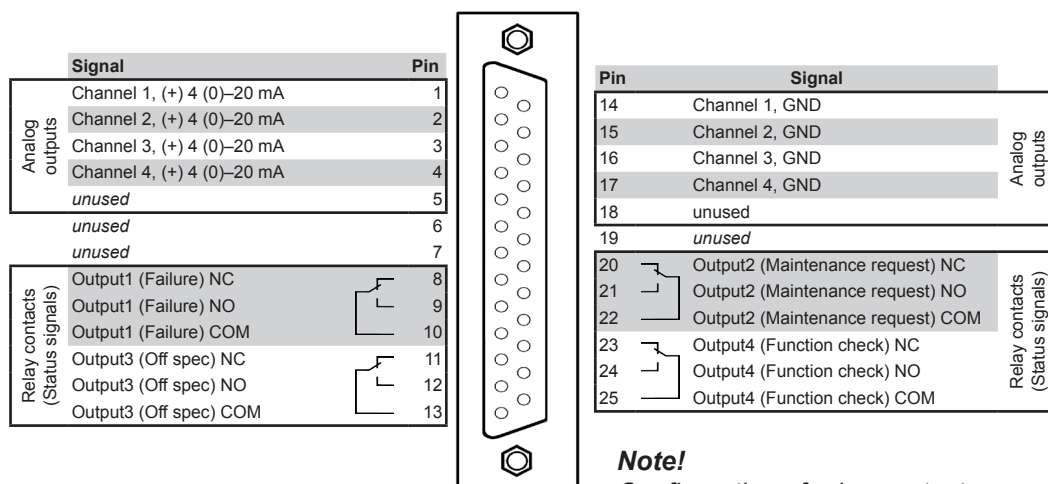 Signal Pin
Analog outputs
Channel 1, (+) 4 (0)–20 mA 1
Channel 2, (+) 4 (0)–20 mA 2
Channel 3, (+) 4 (0)–20 mA 3
Channel 4, (+) 4 (0)–20 mA 4
unused 5
unused 6
unused 7
Relay contacts
(Status signals)
Output1 (Failure) NC 8
Output1 (Failure) NO 9
Output1 (Failure) COM 10
Output3 (Off spec) NC 11
Output3 (Off spec) NO 12
Output3 (Off spec) COM 13
Pin Signal
14 Channel 1, GND
15 Channel 2, GND
16 Channel 3, GND
17 Channel 4, GND
18 unused
Analog
outputs
19 unused
20 Output2 (Maintenance request) NC
21 Output2 (Maintenance request) NO
22 Output2 (Maintenance request) COM
23 Output4 (Function check) NC
24 Output4 (Function check) NO
25 Output4 (Function check) COM
Relay contacts
(Status signals)
Note!